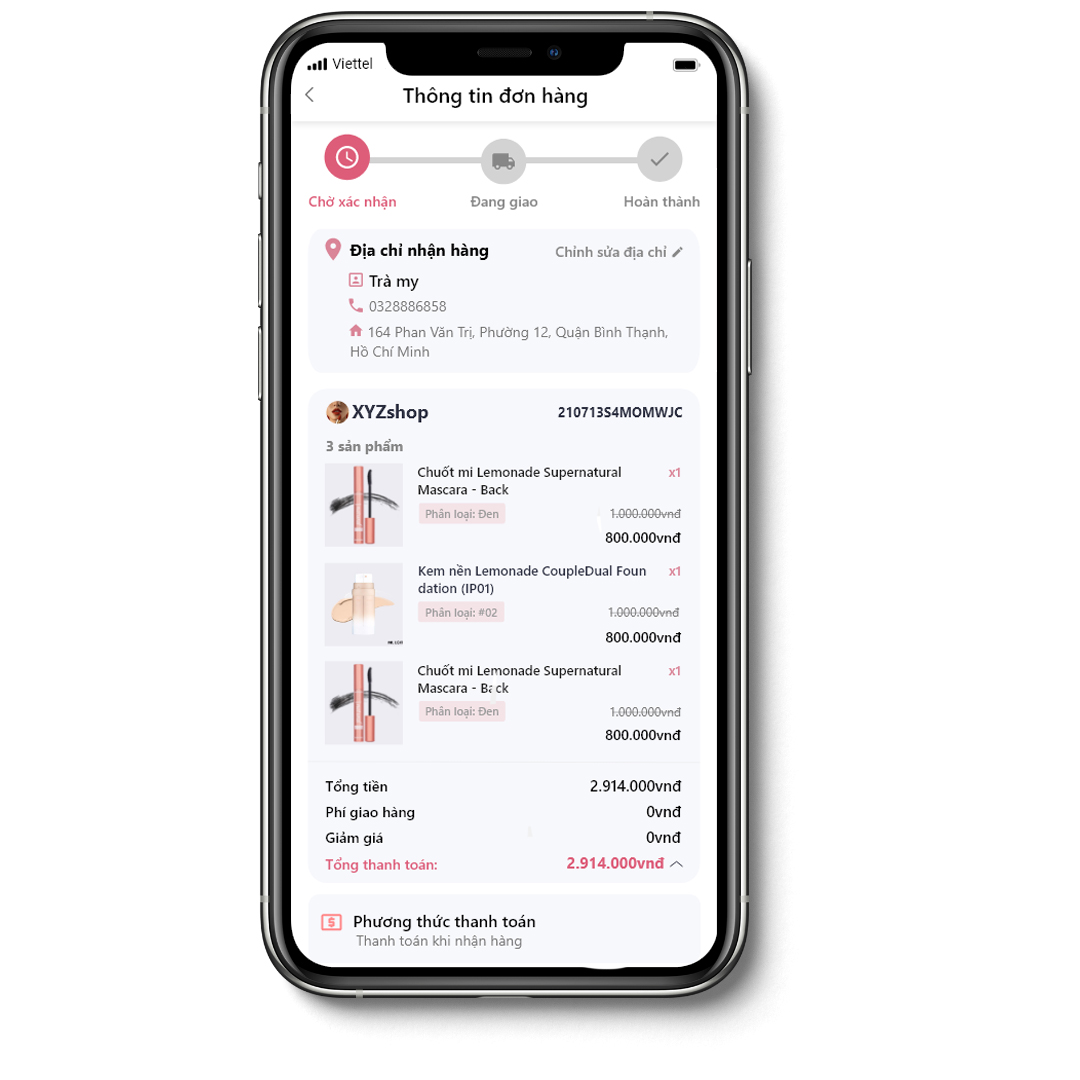 Viettel
Thông tin đơn hàng
Chờ xác nhận
Đang giao
Hoàn thành
Địa chỉ nhận hàng
Chỉnh sửa địa chỉ
Trà my
0328886858
164 Phan Văn Trị, Phường 12, Quận Bình Thạnh,
Hồ Chí Minh
XYZshop
210713S4MOMWJC
3 sản phẩm
Chuốt mi Lemonade Supernatural
x1
Mascara - Back
Phân loại: Đen
1.000.000vnđ
800.000vnđ
Kem nền Lemonade CoupleDual Foun
x1
dation (IP01)
Phân loại: #02
1.000.000vnđ
800.000vnđ
Chuốt mi Lemonade Supernatural
x1
Mascara - Back
Phân loại: Đen
1.000.000vnđ
800.000vnđ
Tổng tiền
2.914.000vnđ
Phí giao hàng
0vnđ
Giảm giá
0vnđ
Tổng thanh toán:
2.914.000vnđ
Phương thức thanh toán
Thanh toán khi nhận hàng